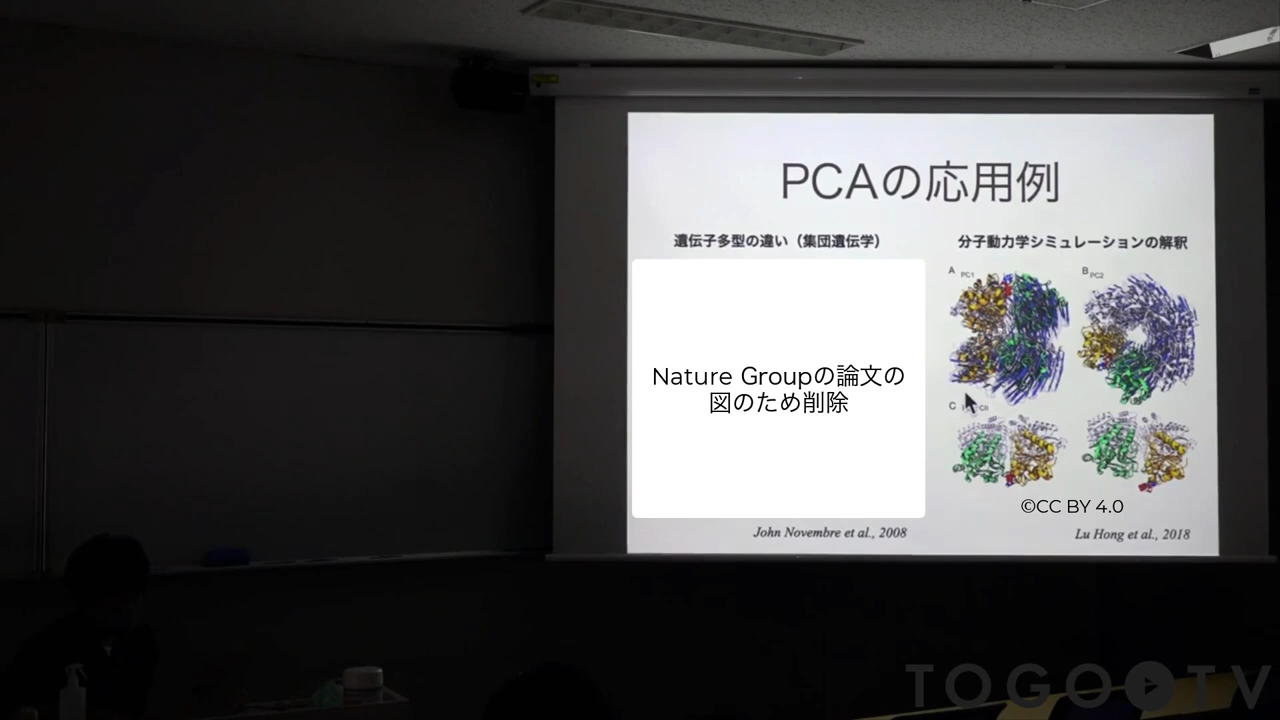 PCAの応用例
遺伝子多型の違い（集団遺伝学）
分子動力学シミュレーションの解釈
A PC1
B PC2
Nature Groupの論文の
図のため削除
C
©CC BY 4.0
John Novembre et al., 2008
Lu Hong et al., 2018
TOGO TV